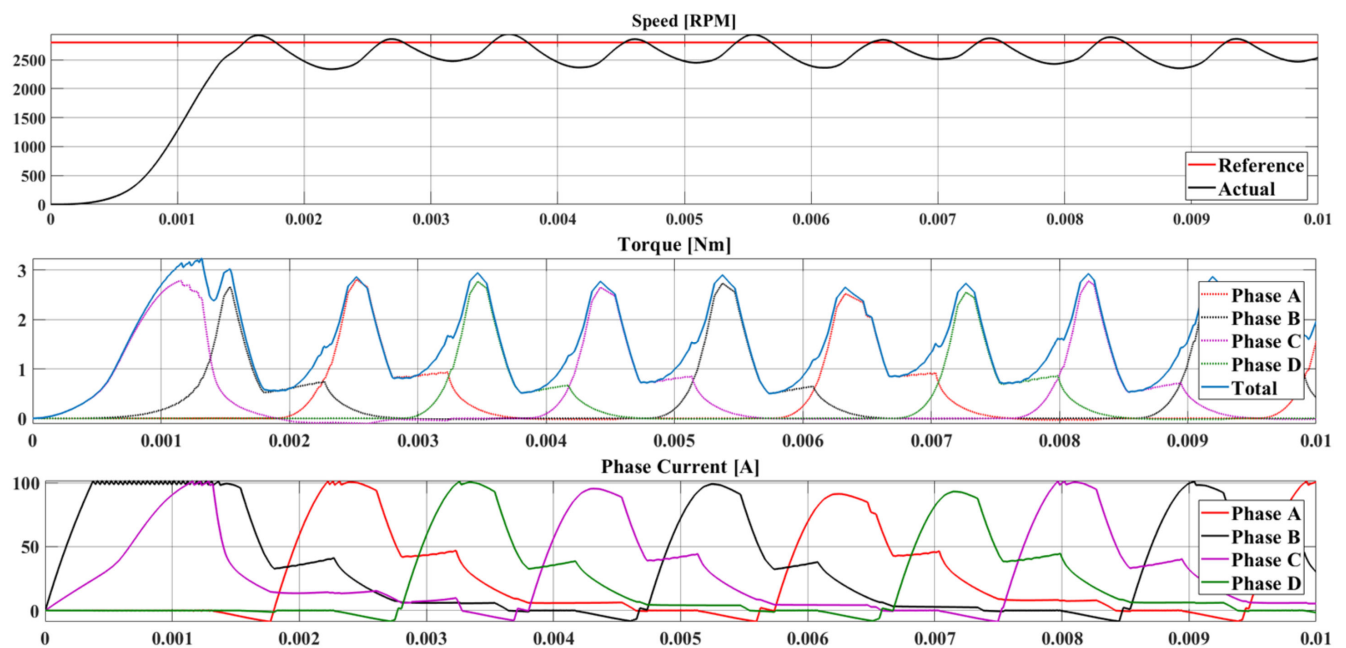 Speed [RPM]
2500
2000
1500
1000
500
0
Reference
Actual
0 0.001 0.002 0.003 0.004 0.005 0.006 0.007 0.008 0.009 0.01
Torque [Nm]
3
2
1
0
Phase A
Phase B
Phase C
Phase D
Total
0 0.001 0.002 0.003 0.004 0.005 0.006 0.007 0.008 0.009 0.01
Phase Current [A]
100
50
0
Phase A
Phase B
Phase C
Phase D
0 0.001 0.002 0.003 0.004 0.005 0.006 0.007 0.008 0.009 0.01